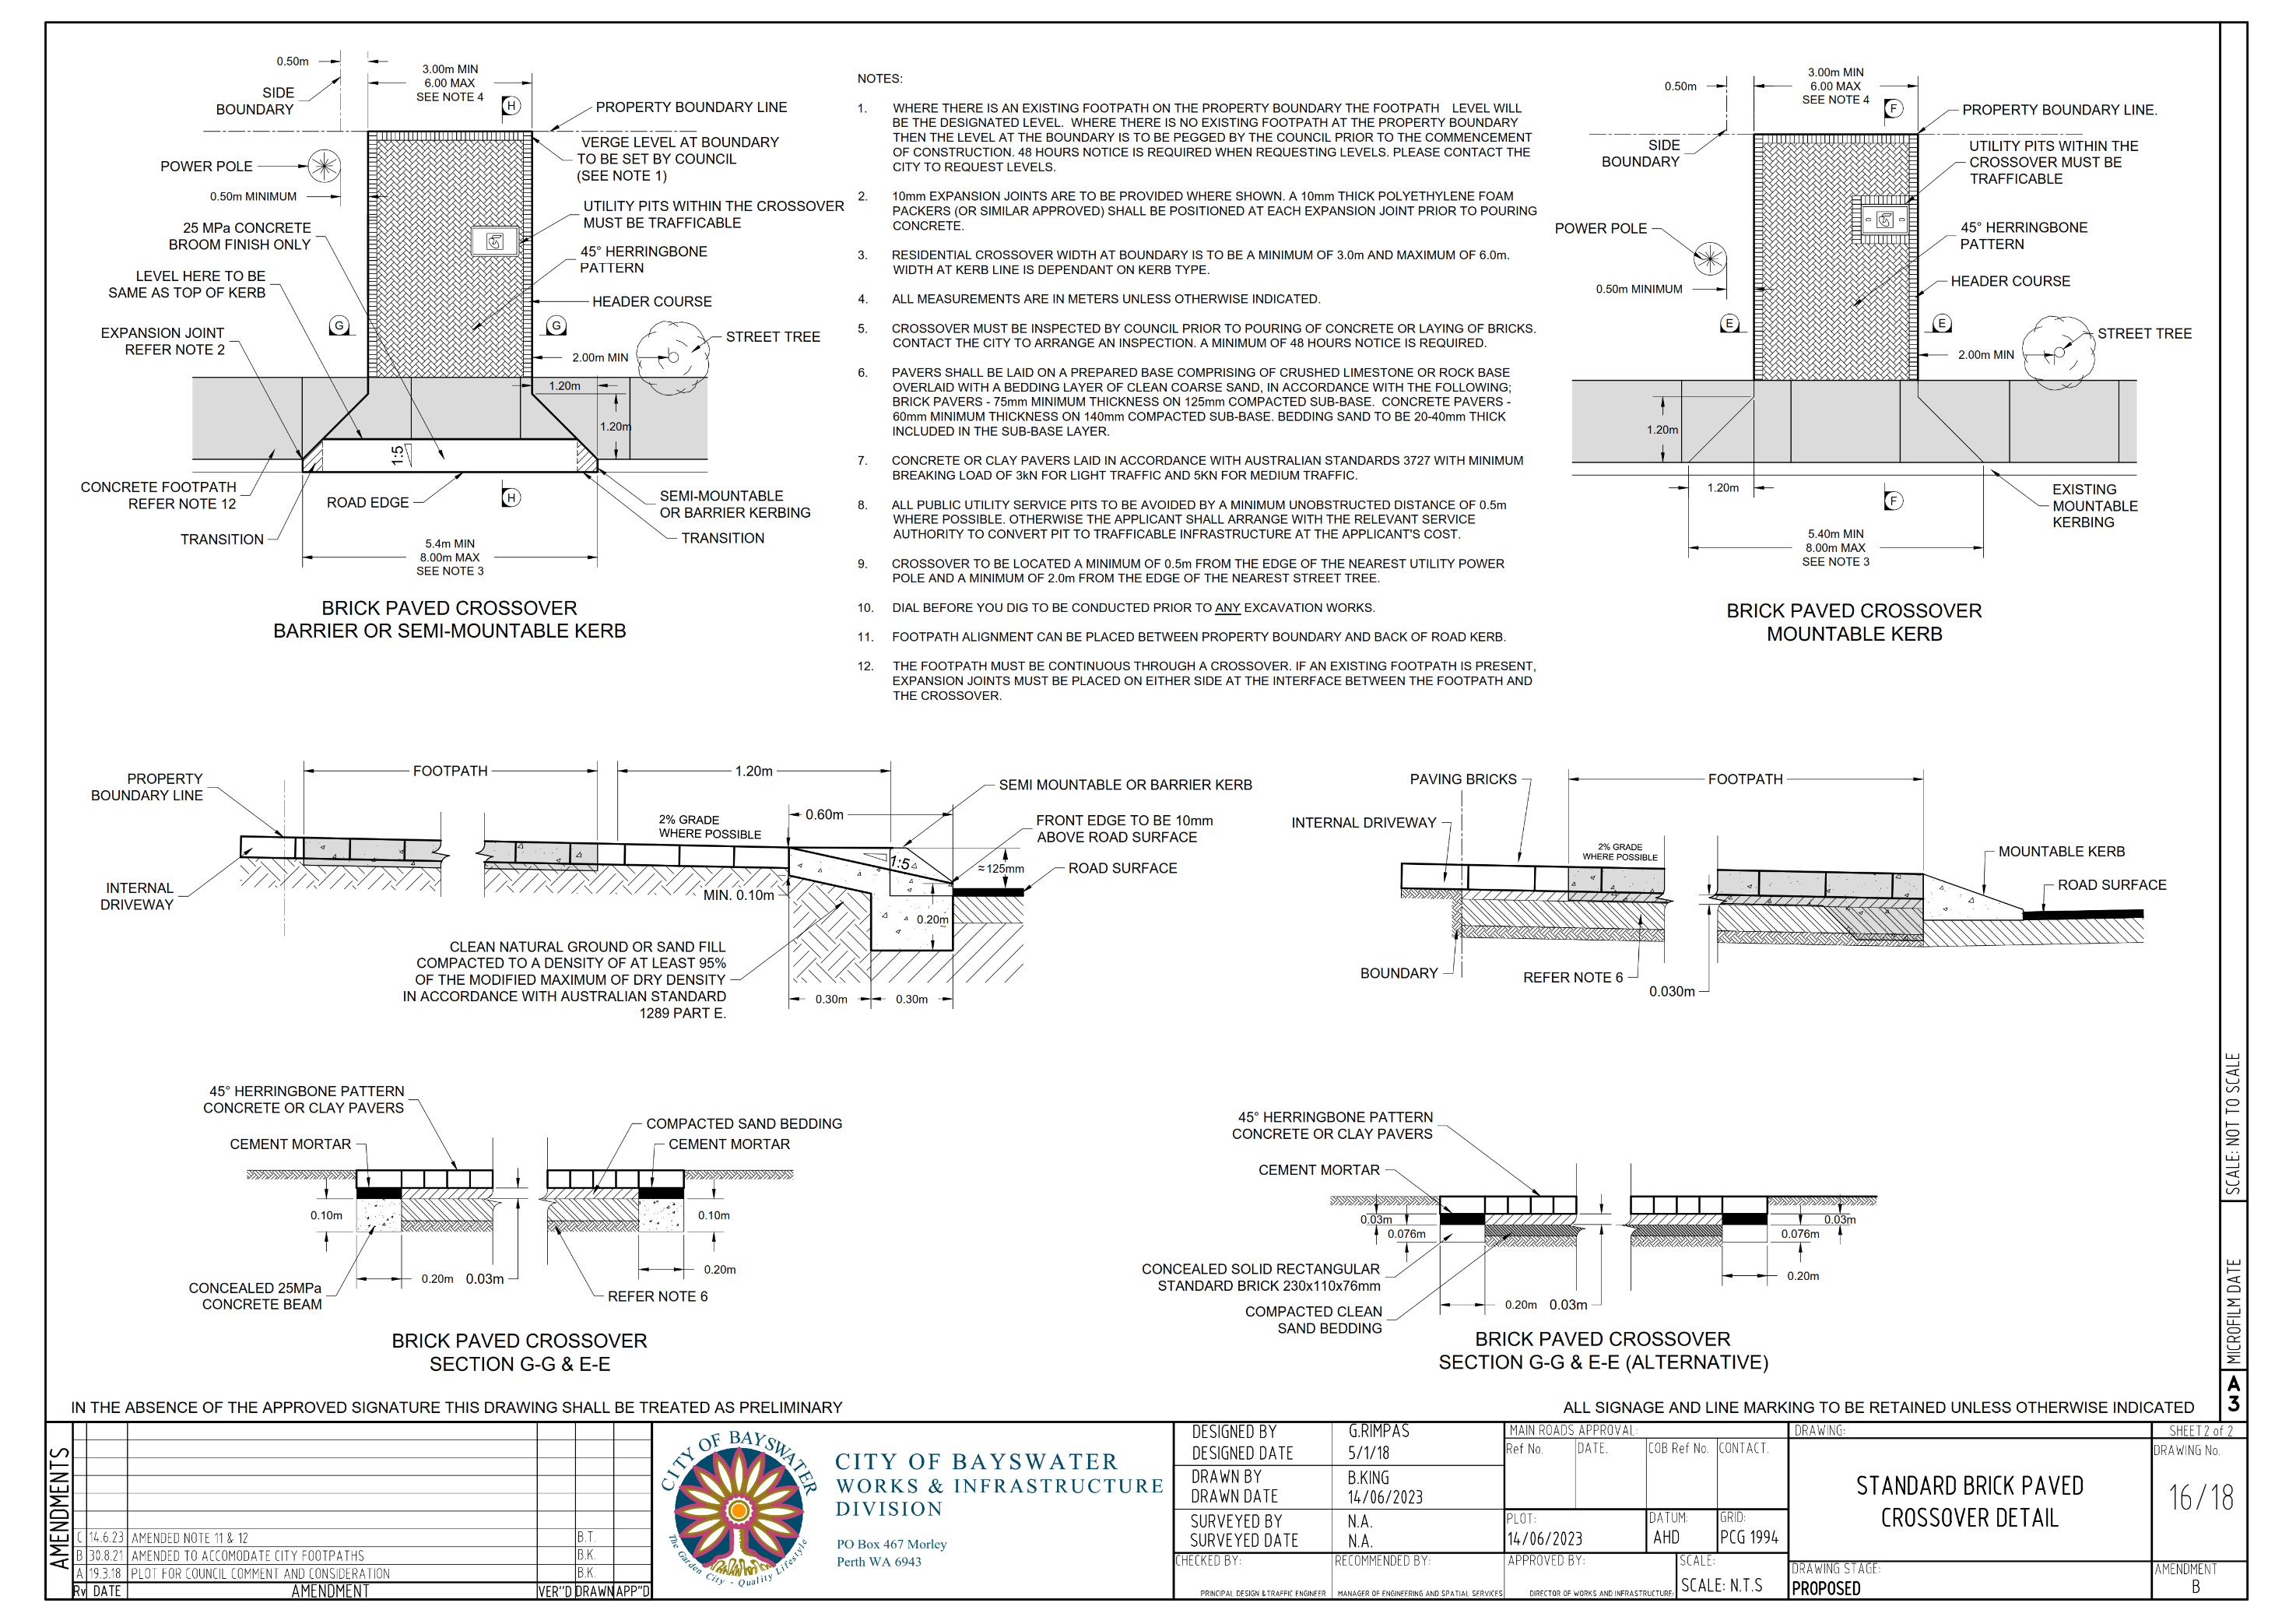 0.50m
3.00m MIN
6.00 MAX
SEE NOTE 4
SIDE
BOUNDARY
H
PROPERTY BOUNDARY LINE
VERGE LEVEL AT BOUNDARY
TO BE SET BY COUNCIL
(SEE NOTE 1)
POWER POLE
0.50m MINIMUM
UTILITY PITS WITHIN THE CROSSOVER
MUST BE TRAFFICABLE
25 MPa CONCRETE
BROOM FINISH ONLY
45° HERRINGBONE
PATTERN
LEVEL HERE TO BE
SAME AS TOP OF KERB
HEADER COURSE
G
G
EXPANSION JOINT
REFER NOTE 2
STREET TREE
2.00m MIN
1.20m
1.20m
1:5
CONCRETE FOOTPATH
REFER NOTE 12
ROAD EDGE
H
SEMI-MOUNTABLE
OR BARRIER KERBING
TRANSITION
TRANSITION
5.4m MIN
8.00m MAX
SEE NOTE 3
BRICK PAVED CROSSOVER
BARRIER OR SEMI-MOUNTABLE KERB
NOTES:
1. WHERE THERE IS AN EXISTING FOOTPATH ON THE PROPERTY BOUNDARY THE FOOTPATH LEVEL WILL
BE THE DESIGNATED LEVEL. WHERE THERE IS NO EXISTING FOOTPATH AT THE PROPERTY BOUNDARY
THEN THE LEVEL AT THE BOUNDARY IS TO BE PEGGED BY THE COUNCIL PRIOR TO THE COMMENCEMENT
OF CONSTRUCTION. 48 HOURS NOTICE IS REQUIRED WHEN REQUESTING LEVELS. PLEASE CONTACT THE
CITY TO REQUEST LEVELS.
2. 10mm EXPANSION JOINTS ARE TO BE PROVIDED WHERE SHOWN. A 10mm THICK POLYETHYLENE FOAM
PACKERS (OR SIMILAR APPROVED) SHALL BE POSITIONED AT EACH EXPANSION JOINT PRIOR TO POURING
CONCRETE.
3. RESIDENTIAL CROSSOVER WIDTH AT BOUNDARY IS TO BE A MINIMUM OF 3.0m AND MAXIMUM OF 6.0m.
WIDTH AT KERB LINE IS DEPENDANT ON KERB TYPE.
4. ALL MEASUREMENTS ARE IN METERS UNLESS OTHERWISE INDICATED.
5. CROSSOVER MUST BE INSPECTED BY COUNCIL PRIOR TO POURING OF CONCRETE OR LAYING OF BRICKS.
CONTACT THE CITY TO ARRANGE AN INSPECTION. A MINIMUM OF 48 HOURS NOTICE IS REQUIRED.
6. PAVERS SHALL BE LAID ON A PREPARED BASE COMPRISING OF CRUSHED LIMESTONE OR ROCK BASE
OVERLAID WITH A BEDDING LAYER OF CLEAN COARSE SAND, IN ACCORDANCE WITH THE FOLLOWING;
BRICK PAVERS - 75mm MINIMUM THICKNESS ON 125mm COMPACTED SUB-BASE. CONCRETE PAVERS -
60mm MINIMUM THICKNESS ON 140mm COMPACTED SUB-BASE. BEDDING SAND TO BE 20-40mm THICK
INCLUDED IN THE SUB-BASE LAYER.
7. CONCRETE OR CLAY PAVERS LAID IN ACCORDANCE WITH AUSTRALIAN STANDARDS 3727 WITH MINIMUM
BREAKING LOAD OF 3kN FOR LIGHT TRAFFIC AND 5KN FOR MEDIUM TRAFFIC.
8. ALL PUBLIC UTILITY SERVICE PITS TO BE AVOIDED BY A MINIMUM UNOBSTRUCTED DISTANCE OF 0.5m
WHERE POSSIBLE. OTHERWISE THE APPLICANT SHALL ARRANGE WITH THE RELEVANT SERVICE
AUTHORITY TO CONVERT PIT TO TRAFFICABLE INFRASTRUCTURE AT THE APPLICANT'S COST.
9. CROSSOVER TO BE LOCATED A MINIMUM OF 0.5m FROM THE EDGE OF THE NEAREST UTILITY POWER
POLE AND A MINIMUM OF 2.0m FROM THE EDGE OF THE NEAREST STREET TREE.
10. DIAL BEFORE YOU DIG TO BE CONDUCTED PRIOR TO ANY EXCAVATION WORKS.
11. FOOTPATH ALIGNMENT CAN BE PLACED BETWEEN PROPERTY BOUNDARY AND BACK OF ROAD KERB.
12. THE FOOTPATH MUST BE CONTINUOUS THROUGH A CROSSOVER. IF AN EXISTING FOOTPATH IS PRESENT,
EXPANSION JOINTS MUST BE PLACED ON EITHER SIDE AT THE INTERFACE BETWEEN THE FOOTPATH AND
THE CROSSOVER.
0.50m
3.00m MIN
6.00 MAX
SEE NOTE 4
F
PROPERTY BOUNDARY LINE.
SIDE
BOUNDARY
UTILITY PITS WITHIN THE
CROSSOVER MUST BE
TRAFFICABLE
POWER POLE
45° HERRINGBONE
PATTERN
HEADER COURSE
0.50m MINIMUM
E
E
STREET TREE
2.00m MIN
1.20m
1.20m
F
EXISTING
MOUNTABLE
KERBING
5.40m MIN
8.00m MAX
SEE NOTE 3
BRICK PAVED CROSSOVER
MOUNTABLE KERB
PROPERTY
BOUNDARY LINE
FOOTPATH
1.20m
SEMI MOUNTABLE OR BARRIER KERB
2% GRADE
WHERE POSSIBLE
0.60m
FRONT EDGE TO BE 10mm
ABOVE ROAD SURFACE
1:5
≈125mm
ROAD SURFACE
INTERNAL
DRIVEWAY
MIN. 0.10m
0.20m
CLEAN NATURAL GROUND OR SAND FILL
COMPACTED TO A DENSITY OF AT LEAST 95%
OF THE MODIFIED MAXIMUM OF DRY DENSITY
IN ACCORDANCE WITH AUSTRALIAN STANDARD
1289 PART E.
0.30m
0.30m
PAVING BRICKS
FOOTPATH
INTERNAL DRIVEWAY
2% GRADE
WHERE POSSIBLE
MOUNTABLE KERB
ROAD SURFACE
BOUNDARY
REFER NOTE 6
0.030m
45° HERRINGBONE PATTERN
CONCRETE OR CLAY PAVERS
COMPACTED SAND BEDDING
CEMENT MORTAR
CEMENT MORTAR
0.10m
0.10m
0.20m
0.03m
0.20m
CONCEALED 25MPa
CONCRETE BEAM
REFER NOTE 6
BRICK PAVED CROSSOVER
SECTION G-G & E-E
45° HERRINGBONE PATTERN
CONCRETE OR CLAY PAVERS
CEMENT MORTAR
0.03m
0.076m
0.03m
0.076m
CONCEALED SOLID RECTANGULAR
STANDARD BRICK 230x110x76mm
0.20m
0.20m
0.03m
COMPACTED CLEAN
SAND BEDDING
BRICK PAVED CROSSOVER
SECTION G-G & E-E (ALTERNATIVE)
SCALE: NOT TO SCALE
MICROFILM DATE
A
3
IN THE ABSENCE OF THE APPROVED SIGNATURE THIS DRAWING SHALL BE TREATED AS PRELIMINARY
ALL SIGNAGE AND LINE MARKING TO BE RETAINED UNLESS OTHERWISE INDICATED
AMENDMENTS
C 14.6.23 AMENDED NOTE 11 & 12 B.T.
B 30.8.21 AMENDED TO ACCOMODATE CITY FOOTPATHS B.K.
A 19.3.18 PLOT FOR COUNCIL COMMENT AND CONSIDERATION B.K.
Rv DATE AMENDMENT VER"D DRAWN APP"D
CITY OF BAYSWATER
The Garden City - Quality Lifestyle
CITY OF BAYSWATER
WORKS & INFRASTRUCTURE
DIVISION
PO Box 467 Morley
Perth WA 6943
DESIGNED BY G.RIMPAS
DESIGNED DATE 5/1/18
DRAWN BY B.KING
DRAWN DATE 14/06/2023
SURVEYED BY N.A.
SURVEYED DATE N.A.
CHECKED BY:
PRINCIPAL DESIGN & TRAFFIC ENGINEER
RECOMMENDED BY:
MANAGER OF ENGINEERING AND SPATIAL SERVICES
MAIN ROADS APPROVAL:
Ref No. DATE. COB Ref No. CONTACT.
PLOT:
14/06/2023
DATUM:
AHD
GRID:
PCG 1994
APPROVED BY:
DIRECTOR OF WORKS AND INFRASTRUCTURE:
SCALE:
SCALE: N.T.S
DRAWING:
STANDARD BRICK PAVED
CROSSOVER DETAIL
DRAWING STAGE:
PROPOSED
SHEET 2 of 2
DRAWING No.
16/18
AMENDMENT
B